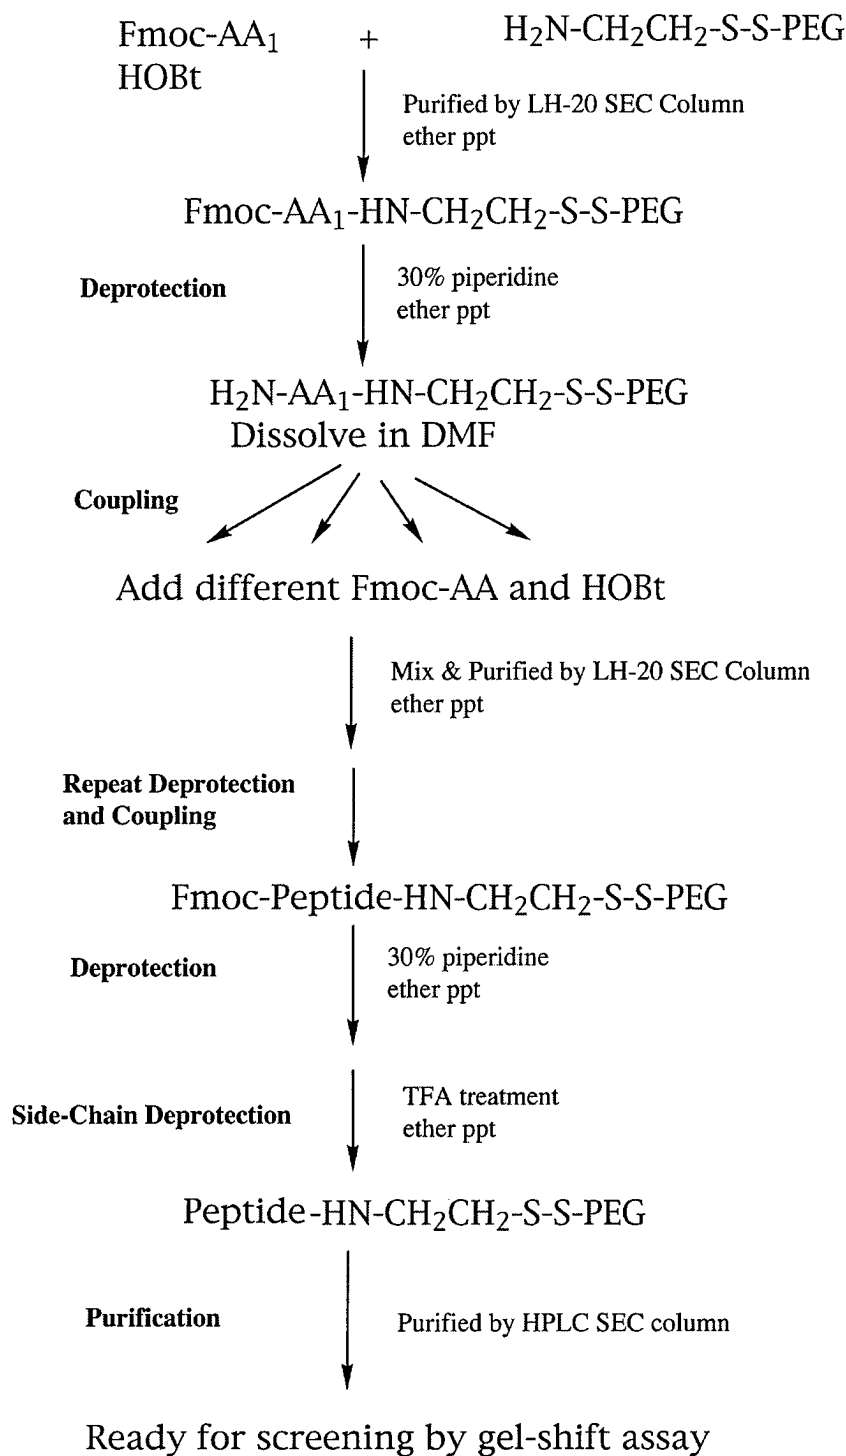 Fmoc-AA₁ + H₂N-CH₂CH₂-S-S-PEG
HOBt
Purified by LH-20 SEC Column
ether ppt
Fmoc-AA₁-HN-CH₂CH₂-S-S-PEG
Deprotection
30% piperidine
ether ppt
H₂N-AA₁-HN-CH₂CH₂-S-S-PEG
Dissolve in DMF
Coupling
Add different Fmoc-AA and HOBt
Mix & Purified by LH-20 SEC Column
ether ppt
Repeat Deprotection
and Coupling
Fmoc-Peptide-HN-CH₂CH₂-S-S-PEG
Deprotection
30% piperidine
ether ppt
Side-Chain Deprotection
TFA treatment
ether ppt
Peptide-HN-CH₂CH₂-S-S-PEG
Purification
Purified by HPLC SEC column
Ready for screening by gel-shift assay